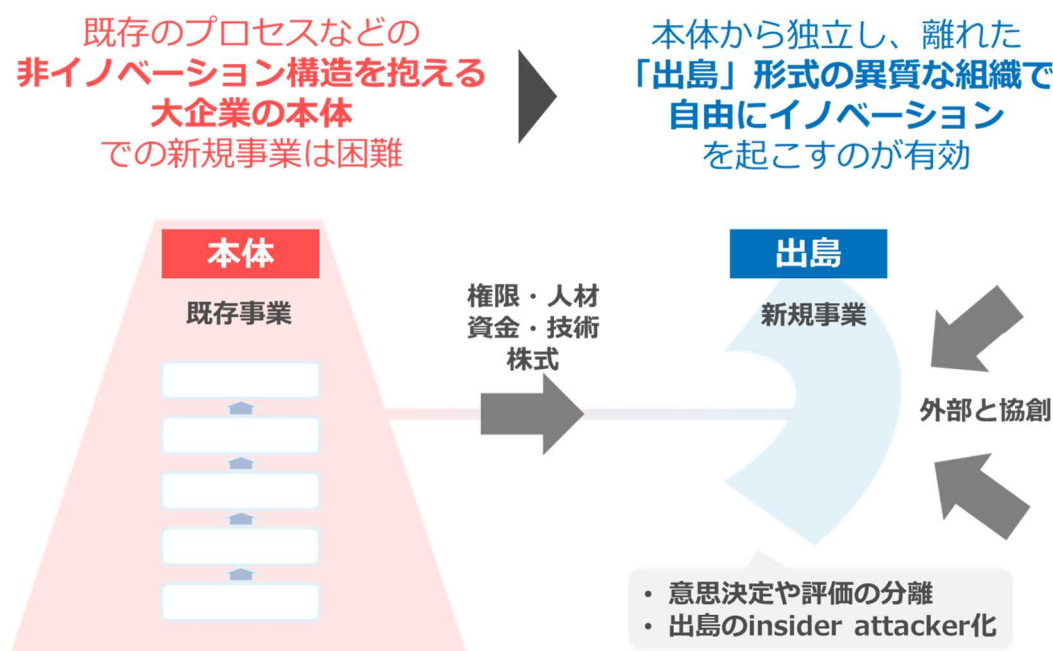 既存のプロセスなどの
非イノベーション構造を抱える
大企業の本体
での新規事業は困難
本体から独立し、離れた
「出島」形式の異質な組織で
自由にイノベーション
を起こすのが有効
本体
既存事業
権限・人材
資金・技術
株式
出島
新規事業
外部と協創
• 意思決定や評価の分離
• 出島のinsider attacker化